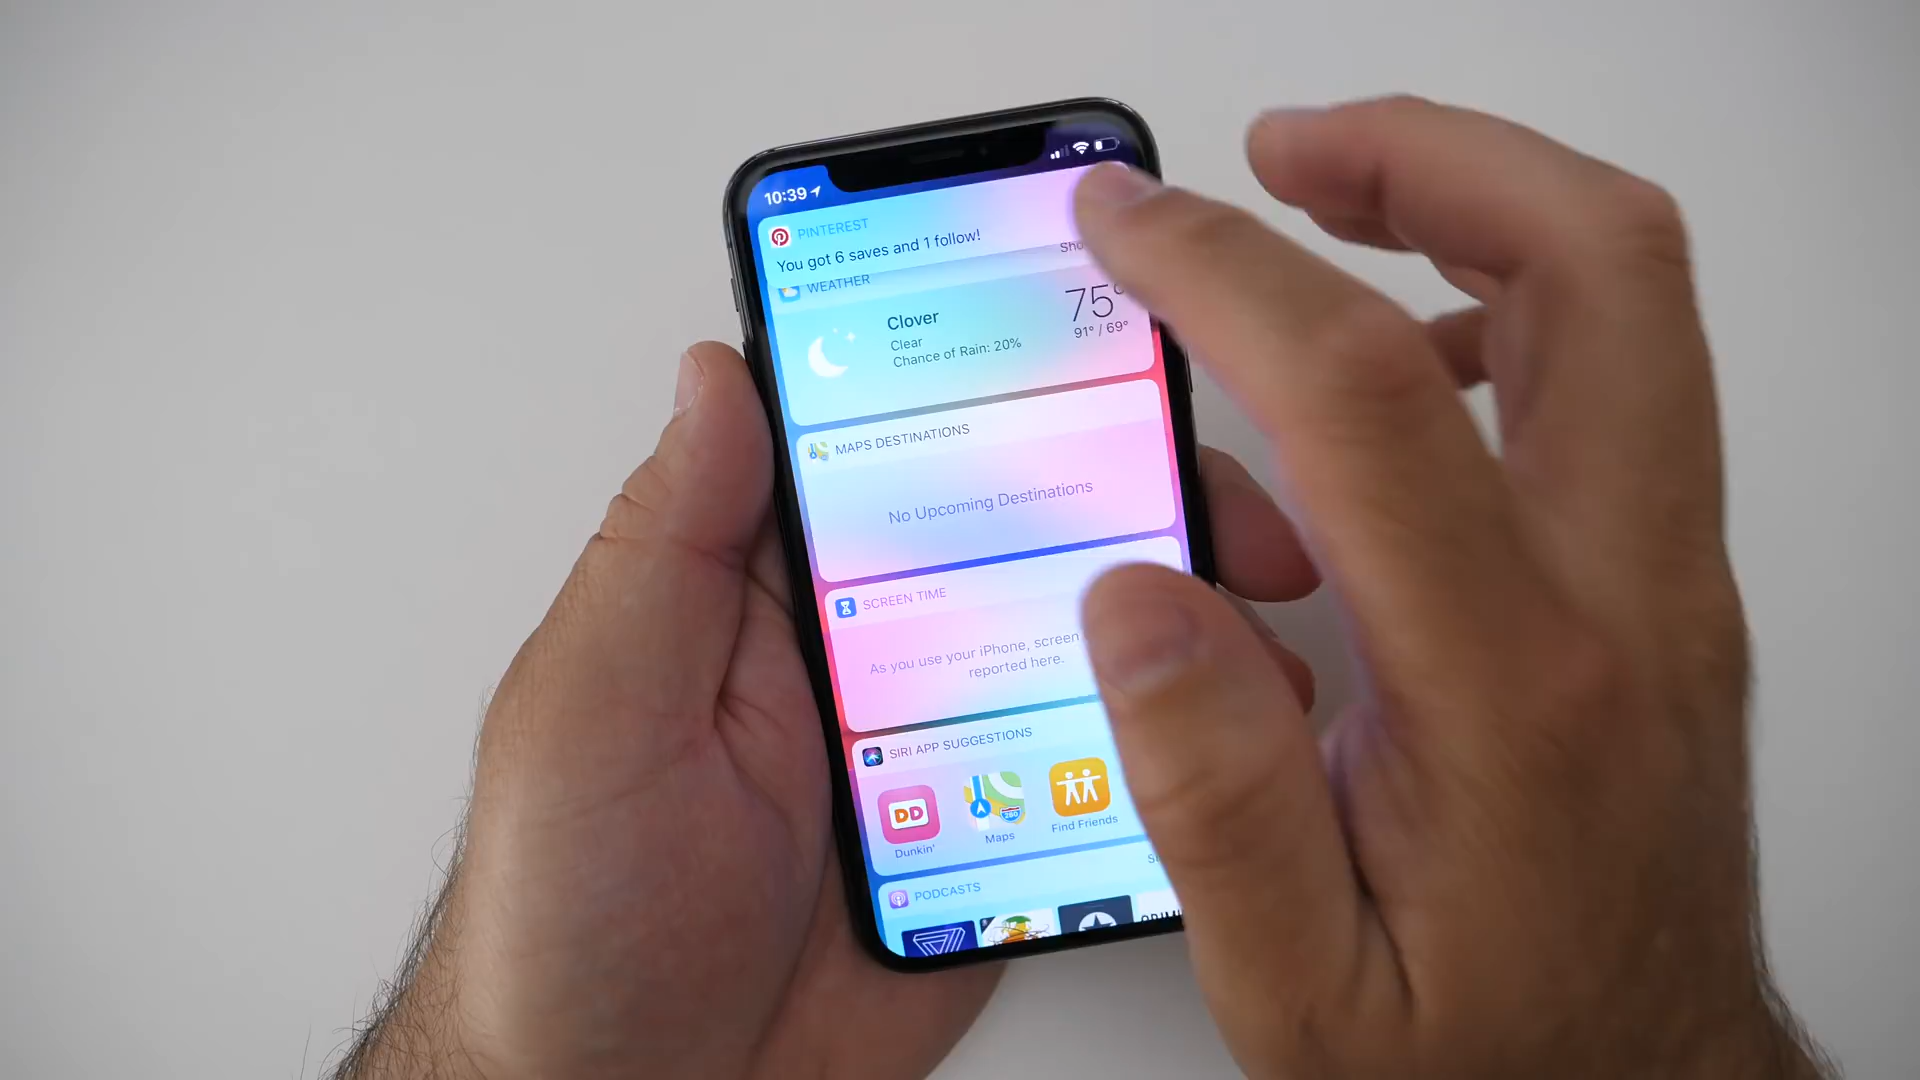 10:39
PINTEREST
You got 6 saves and 1 follow!
WEATHER
Clover
Clear
Chance of Rain: 20%
75°
91° / 69°
MAPS DESTINATIONS
No Upcoming Destinations
SCREEN TIME
As you use your iPhone, screen
reported here.
SIRI APP SUGGESTIONS
DD
280
Dunkin'
Maps
Find Friends
PODCASTS